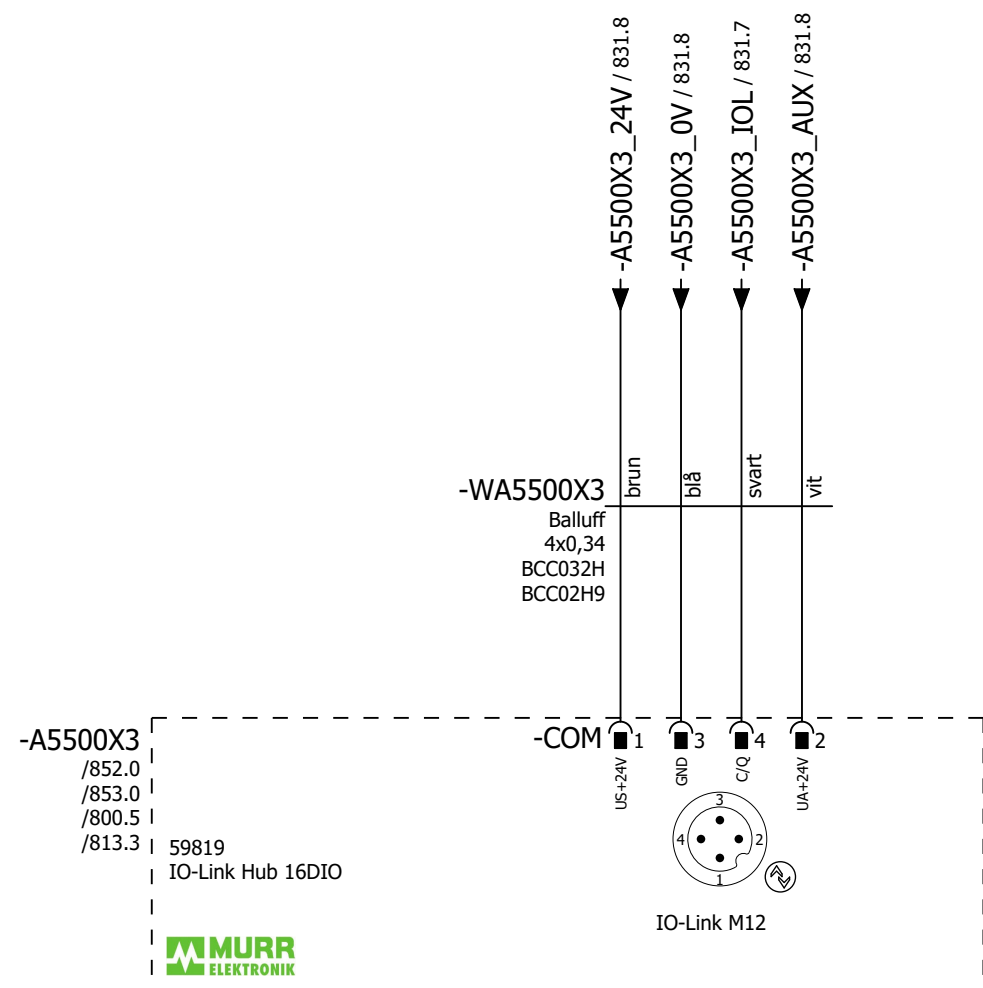 -A5500X3_24V / 831.8
-A5500X3_0V / 831.8
-A5500X3_IOL / 831.7
-A5500X3_AUX / 831.8
-WA5500X3
Balluff
4x0,34
BCC032H
BCC02H9
brun
blå
svart
vit
-A5500X3
/852.0
/853.0
/800.5
/813.3
-COM
1
3
4
2
US+24V
GND
C/Q
UA+24V
3
4
2
1
59819
IO-Link Hub 16DIO
IO-Link M12
MURR
ELEKTRONIK